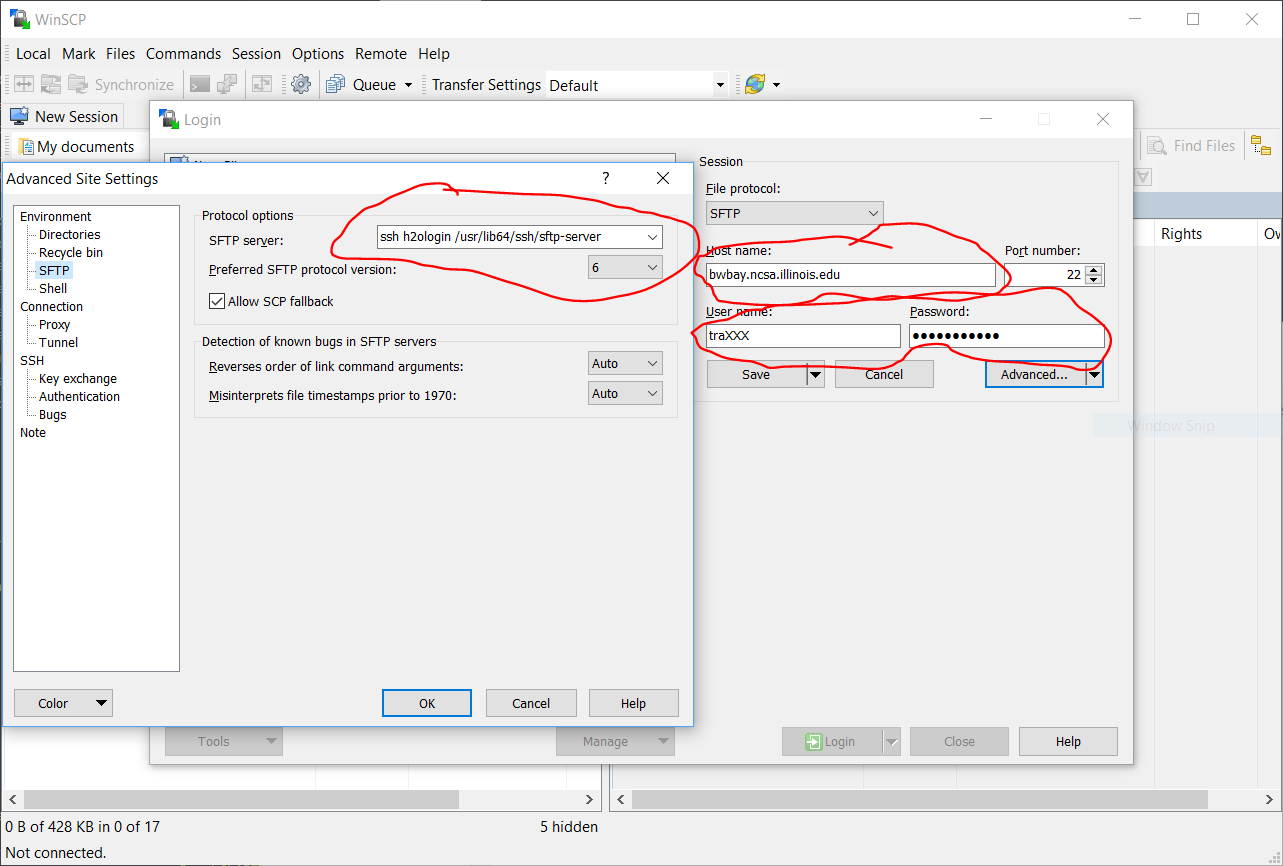 WinSCP
Local Mark Files Commands Session Options Remote Help
Synchronize Queue Transfer Settings Default
New Session
My documents
Find Files
Rights
Login
Session
File protocol:
SFTP
Host name: Port number:
bwbay.ncsa.illinois.edu 22
User name: Password:
traXXX ●●●●●●●●●●●
Save Cancel Advanced...
Window Snip
Advanced Site Settings ?
Environment
Directories
Recycle bin
SFTP
Shell
Connection
Proxy
Tunnel
SSH
Key exchange
Authentication
Bugs
Note
Protocol options
SFTP server: ssh h2ologin /usr/lib64/ssh/sftp-server
Preferred SFTP protocol version: 6
Allow SCP fallback
Detection of known bugs in SFTP servers
Reverses order of link command arguments: Auto
Misinterprets file timestamps prior to 1970: Auto
Color OK Cancel Help
Tools Manage Login Close Help
0 B of 428 KB in 0 of 17 5 hidden
Not connected.